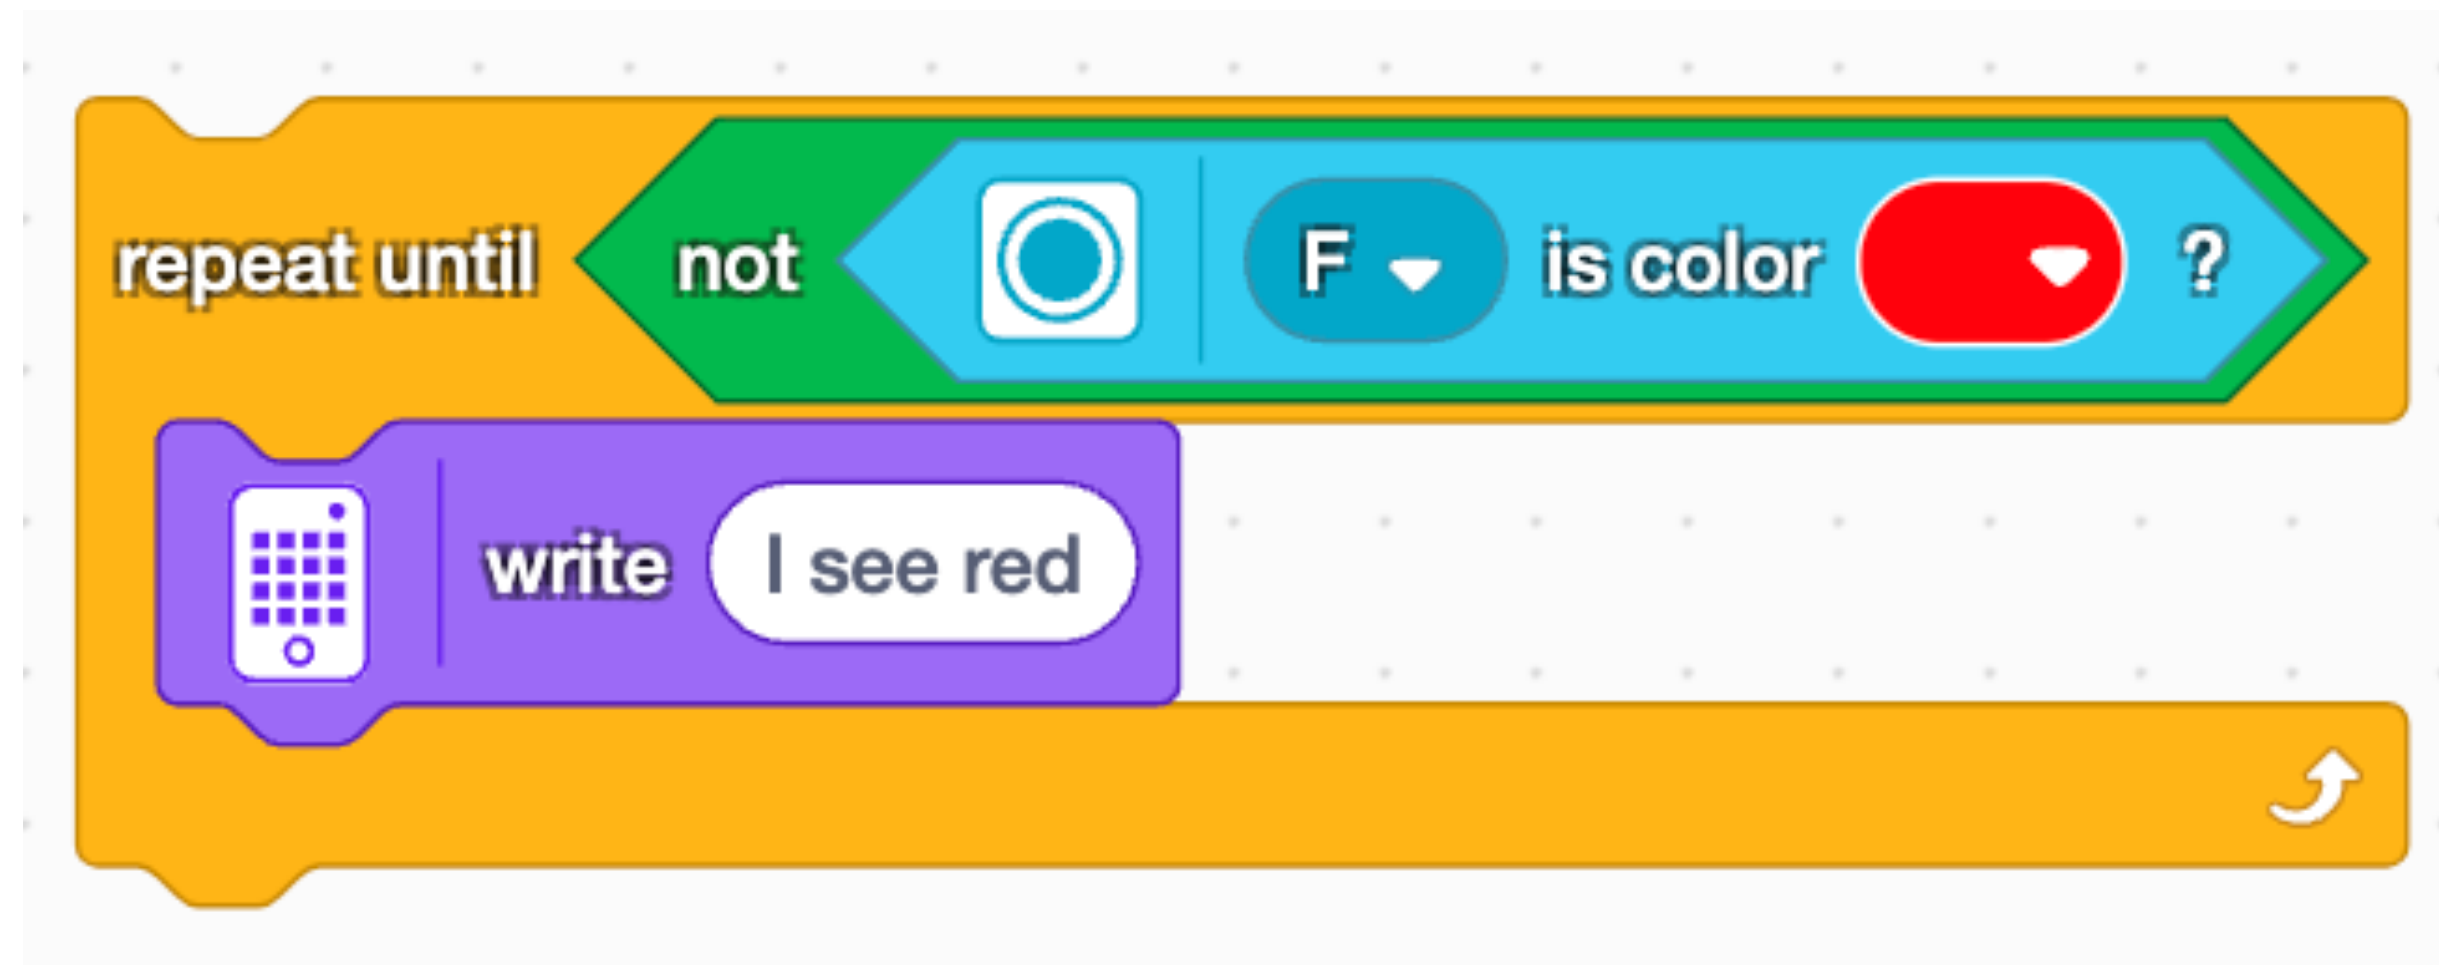 repeat until not F is color ?
write I see red